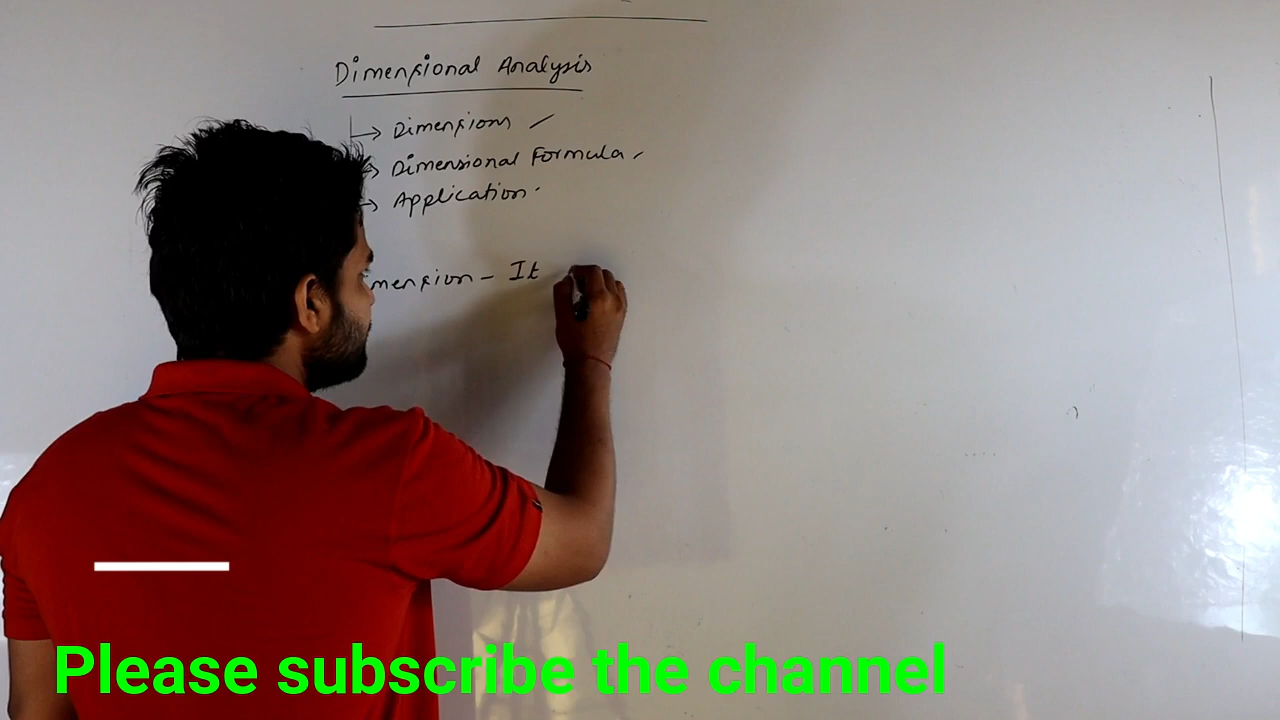 Dimensional Analysis
→ Dimensions
→ Dimensional Formula
→ Application
mension - It
Please subscribe the channel